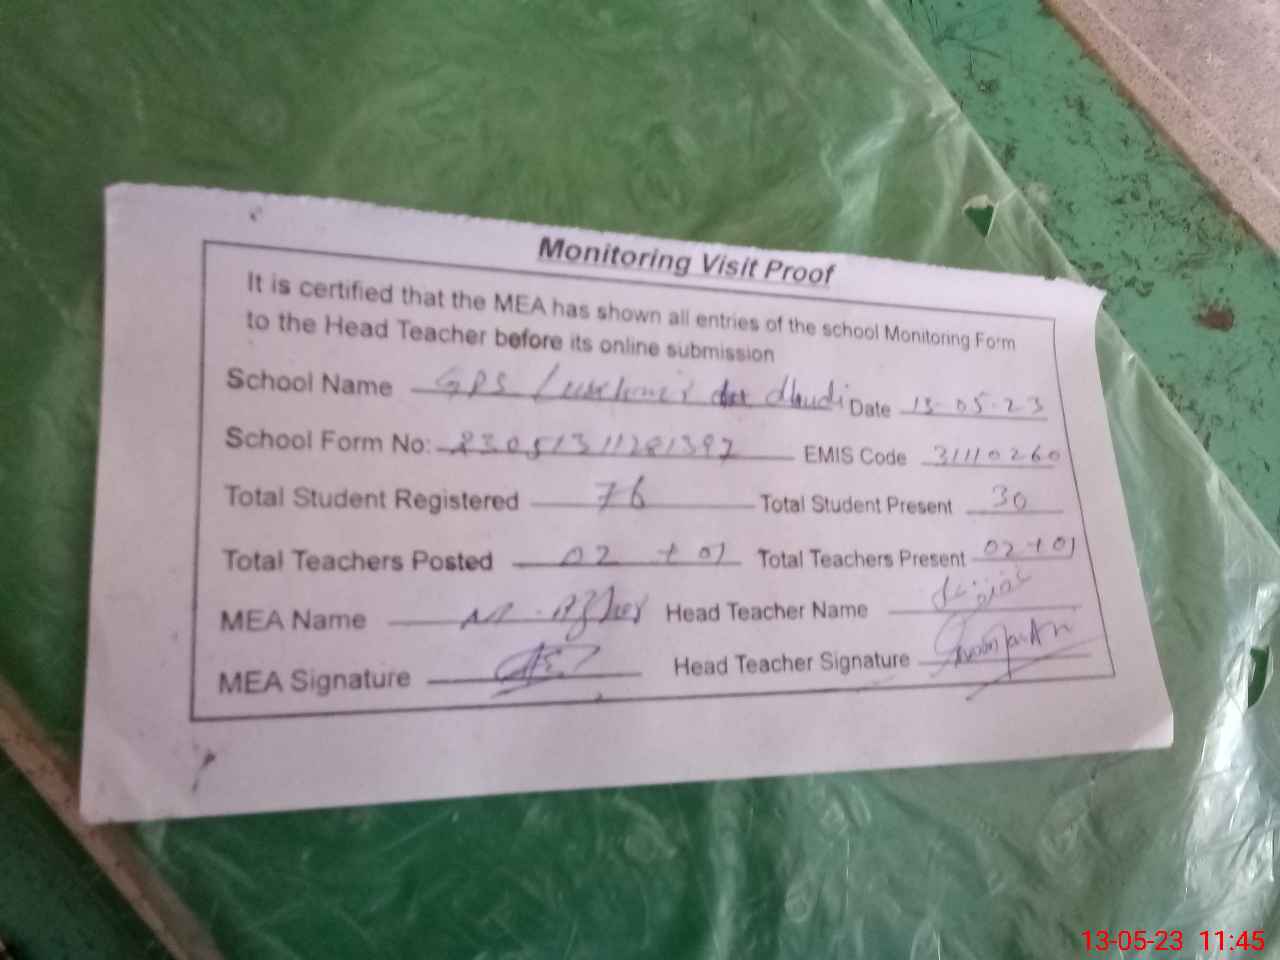 Monitoring Visit Proof
It is certified that the MEA has shown all entries of the school Monitoring Form
to the Head Teacher before its online submission
School Name GPS Date 13-05-23
School Form No: 23051311281397 EMIS Code 31110260
Total Student Registered 76 Total Student Present 30
Total Teachers Posted 02 + 01 Total Teachers Present 02 + 01
MEA Name Head Teacher Name
MEA Signature Head Teacher Signature
13-05-23 11:45